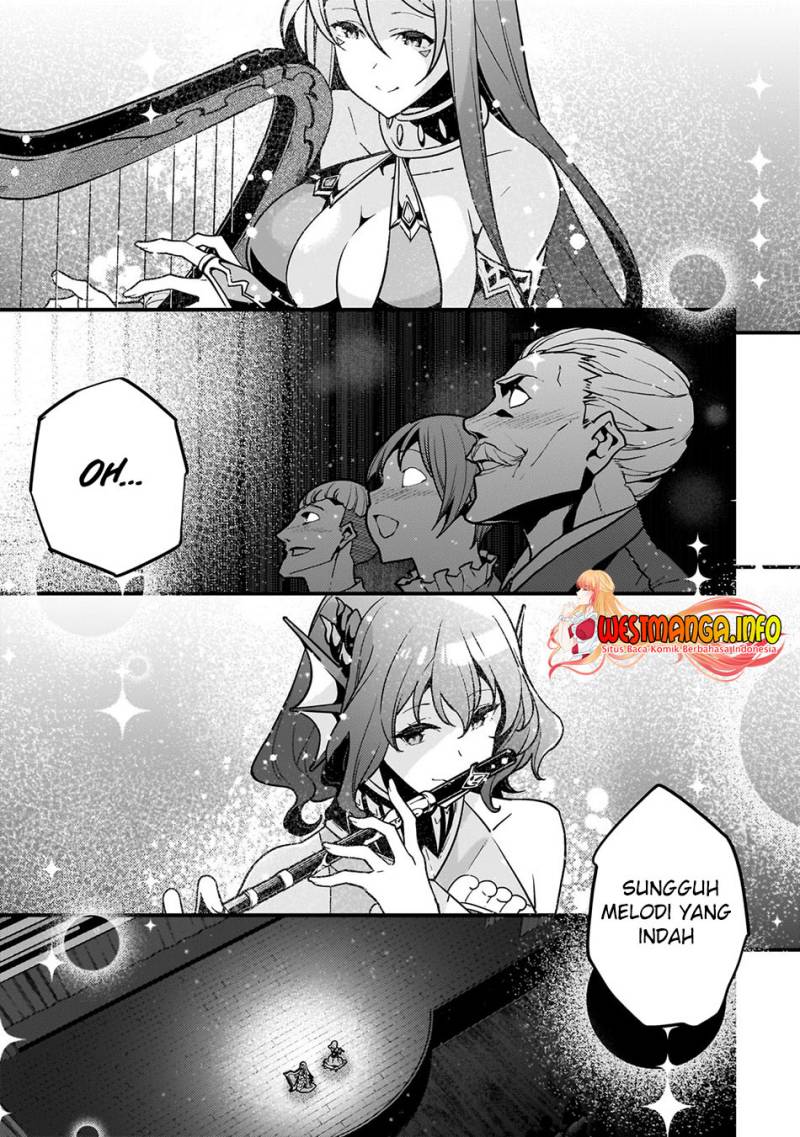 OH...
WESTMANGA.INFO
Situs Baca Komik Berbahasa Indonesia
SUNGGUH
MELODI YANG
INDAH